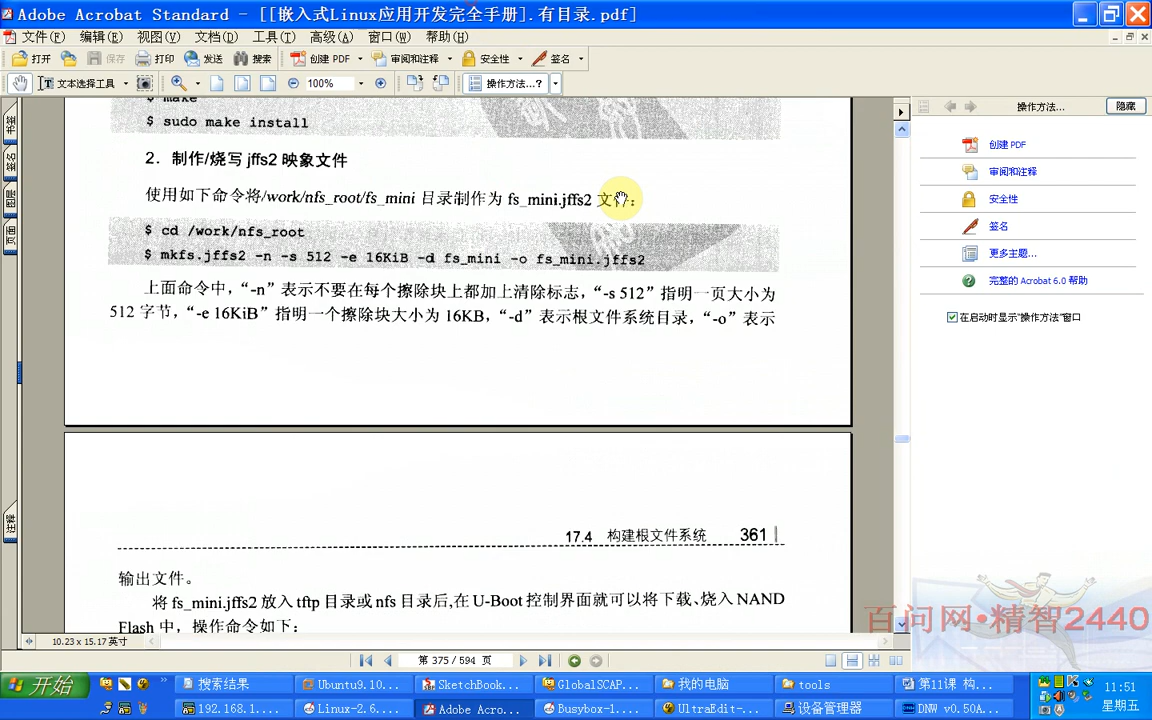 Adobe Acrobat Standard - [[嵌入式Linux应用开发完全手册].有目录.pdf]
文件(F) 编辑(E) 视图(V) 文档(D) 工具(T) 高级(A) 窗口(W) 帮助(H)
打开 保存 打印 发送 搜索 创建 PDF 审阅和注释 安全性 签名
文本选择工具 100% 操作方法...?
书签
签名
图层
页面
注释
$ make
$ sudo make install
2．制作/烧写 jffs2 映象文件
使用如下命令将/work/nfs_root/fs_mini 目录制作为 fs_mini.jffs2 文件：
$ cd /work/nfs_root
$ mkfs.jffs2 -n -s 512 -e 16KiB -d fs_mini -o fs_mini.jffs2
上面命令中，“-n”表示不要在每个擦除块上都加上清除标志，“-s 512”指明一页大小为
512 字节，“-e 16KiB”指明一个擦除块大小为 16KB，“-d”表示根文件系统目录，“-o”表示
17.4 构建根文件系统 361
输出文件。
将 fs_mini.jffs2 放入 tftp 目录或 nfs 目录后,在 U-Boot 控制界面就可以将下载、烧入 NAND
Flash 中，操作命令如下：
操作方法... 隐藏
创建 PDF
审阅和注释
安全性
签名
更多主题...
完整的 Acrobat 6.0 帮助
在启动时显示“操作方法”窗口
百问网•精智2440
10.23 x 15.17 英寸
第 375 / 594 页
开始 搜索结果 Ubuntu9.10... SketchBook... GlobalSCAP... 我的电脑 tools 第11课 构...
192.168.1.... Linux-2.6.... Adobe Acro... Busybox-1.... UltraEdit-... 设备管理器 DNW v0.50A...
11:51
星期五